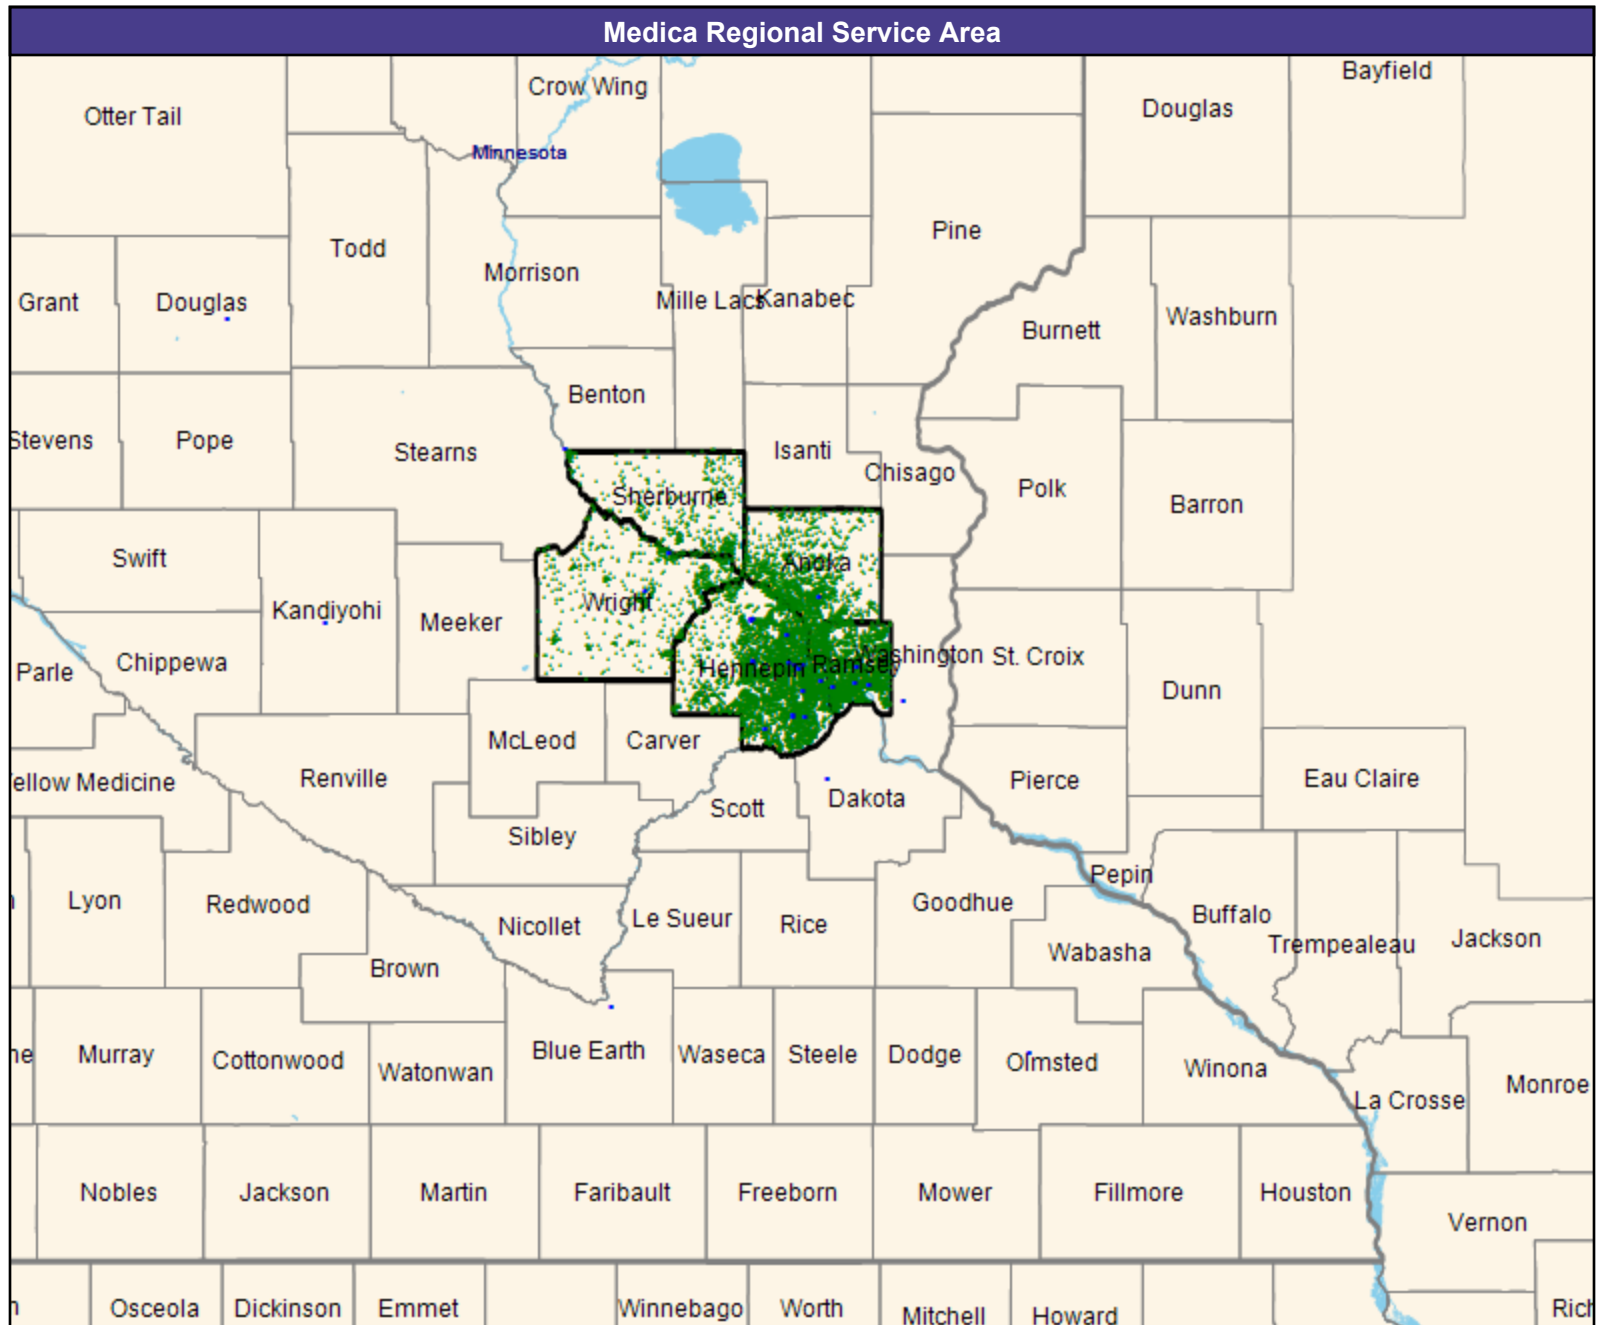 Medica Regional Service Area
Bayfield
Crow Wing
Douglas
Otter Tail
Minnesota
Pine
Todd
Morrison
Mille Lacs
Kanabec
Grant
Douglas
Washburn
Burnett
Benton
Stevens
Pope
Stearns
Isanti
Chisago
Polk
Barron
Sherburne
Swift
Anoka
Wright
Kandiyohi
Meeker
Washington
St. Croix
Hennepin
Ramsey
Parle
Chippewa
Dunn
McLeod
Carver
Renville
Yellow Medicine
Pierce
Eau Claire
Dakota
Scott
Sibley
Pepin
Lyon
Redwood
Goodhue
Buffalo
Le Sueur
Rice
Nicollet
Trempealeau
Jackson
Wabasha
Brown
Blue Earth
Waseca
Steele
Dodge
Olmsted
Murray
Cottonwood
Watonwan
Winona
Monroe
La Crosse
Nobles
Jackson
Martin
Faribault
Freeborn
Mower
Fillmore
Houston
Vernon
Osceola
Dickinson
Emmet
Winnebago
Worth
Mitchell
Howard
Rich